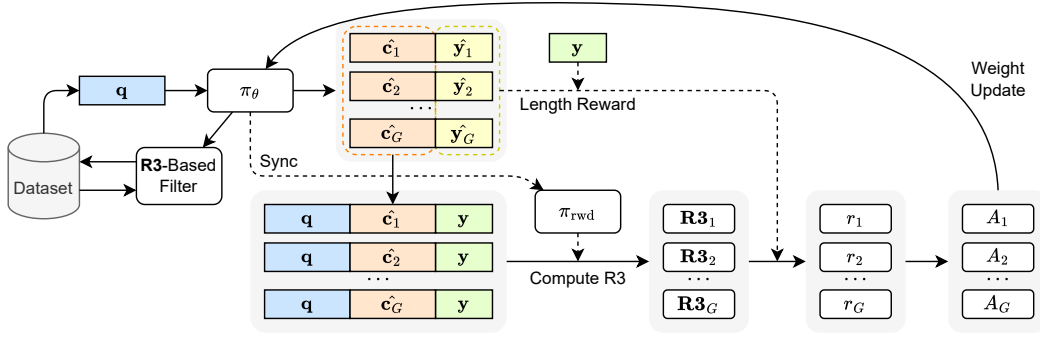 q
π_θ
ĉ_1 ŷ_1
ĉ_2 ŷ_2
...
ĉ_G ŷ_G
y
Length Reward
Weight
Update
Dataset
R3-Based
Filter
Sync
q ĉ_1 y
q ĉ_2 y
...
q ĉ_G y
π_rwd
Compute R3
R3_1
R3_2
...
R3_G
r_1
r_2
...
r_G
A_1
A_2
...
A_G